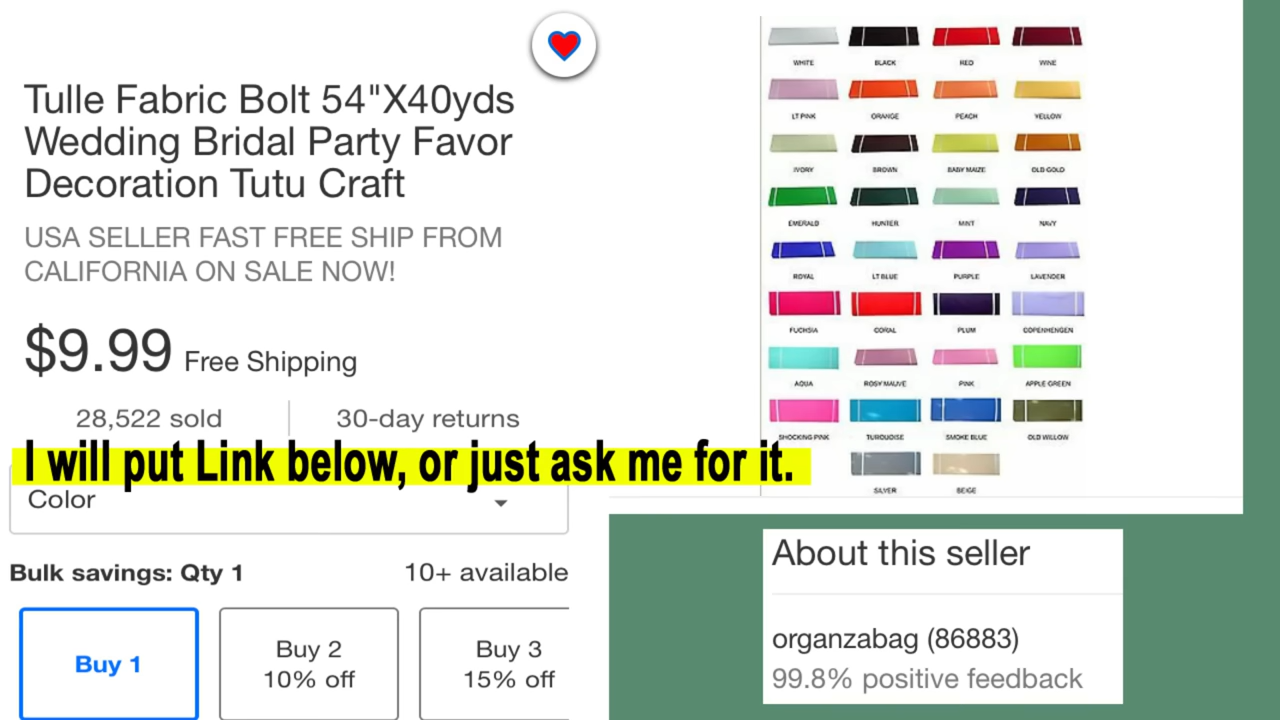 Tulle Fabric Bolt 54"X40yds
Wedding Bridal Party Favor
Decoration Tutu Craft
USA SELLER FAST FREE SHIP FROM
CALIFORNIA ON SALE NOW!
$9.99 Free Shipping
28,522 sold 30-day returns
I will put Link below, or just ask me for it.
Color
Bulk savings: Qty 1 10+ available
Buy 1
Buy 2
10% off
Buy 3
15% off
WHITE BLACK RED WINE
LT PINK ORANGE PEACH YELLOW
IVORY BROWN BABY MAIZE OLD GOLD
EMERALD HUNTER MINT NAVY
ROYAL LT BLUE PURPLE LAVENDER
FUCHSIA CORAL PLUM COPENHENGEN
AQUA ROSY MAUVE PINK APPLE GREEN
SHOCKING PINK TURQUOISE SMOKE BLUE OLD WILLOW
SILVER BEIGE
About this seller
organzabag (86883)
99.8% positive feedback